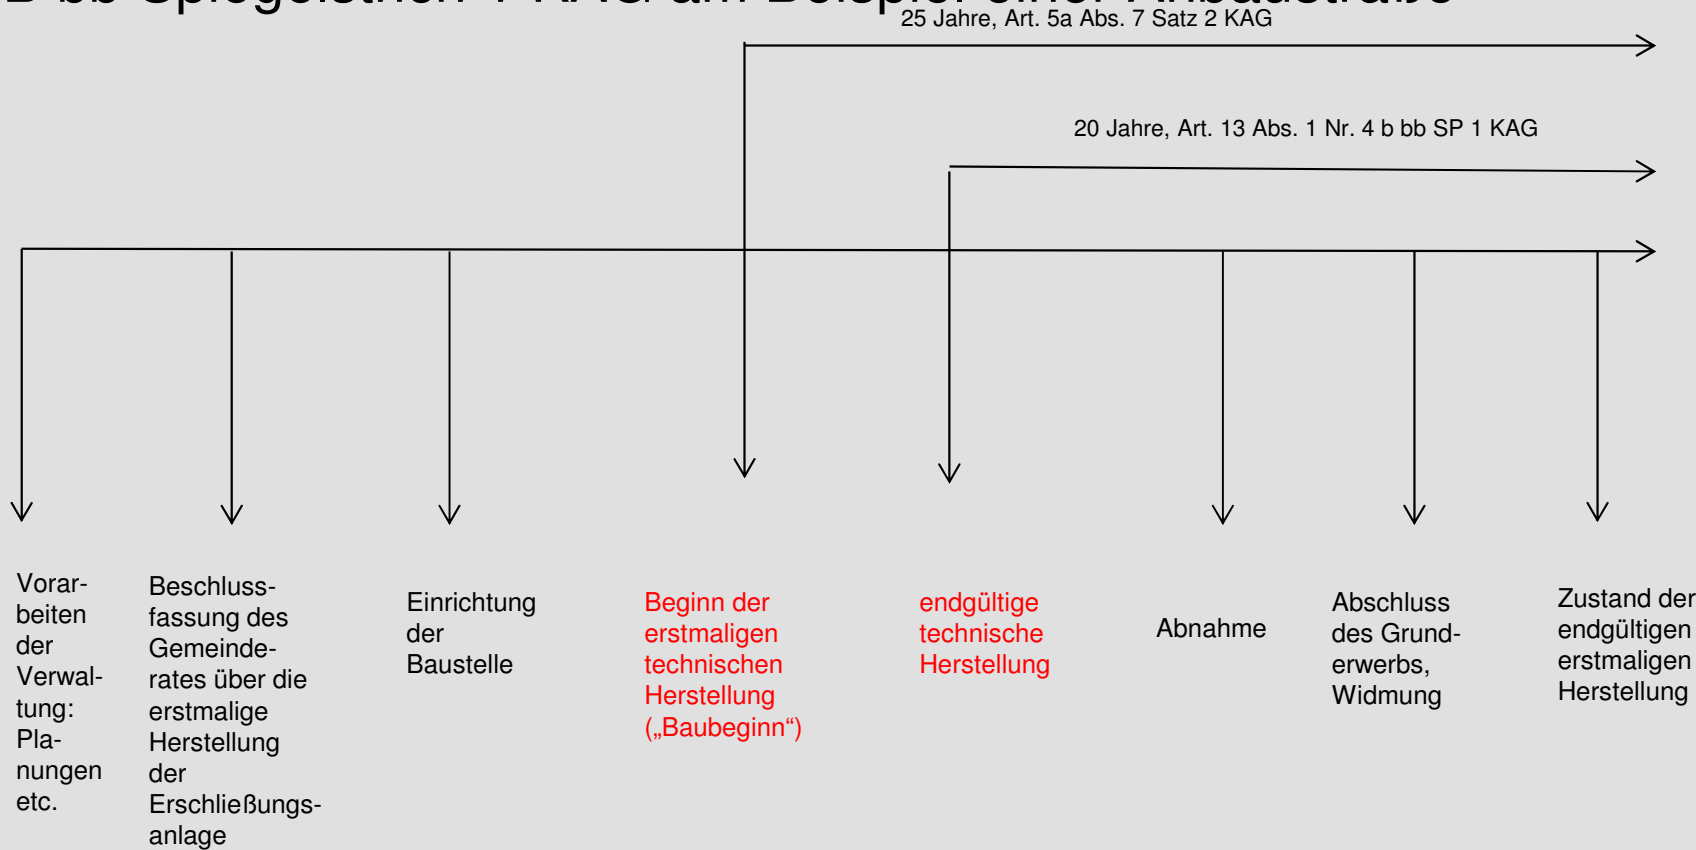 25 Jahre, Art. 5a Abs. 7 Satz 2 KAG
20 Jahre, Art. 13 Abs. 1 Nr. 4 b bb SP 1 KAG
Vorar-
beiten
der
Verwal-
tung:
Pla-
nungen
etc.
Beschluss-
fassung des
Gemeinde-
rates über die
erstmalige
Herstellung
der
Erschließungs-
anlage
Einrichtung
der
Baustelle
Beginn der
erstmaligen
technischen
Herstellung
(„Baubeginn“)
endgültige
technische
Herstellung
Abnahme
Abschluss
des Grund-
erwerbs,
Widmung
Zustand der
endgültigen
erstmaligen
Herstellung